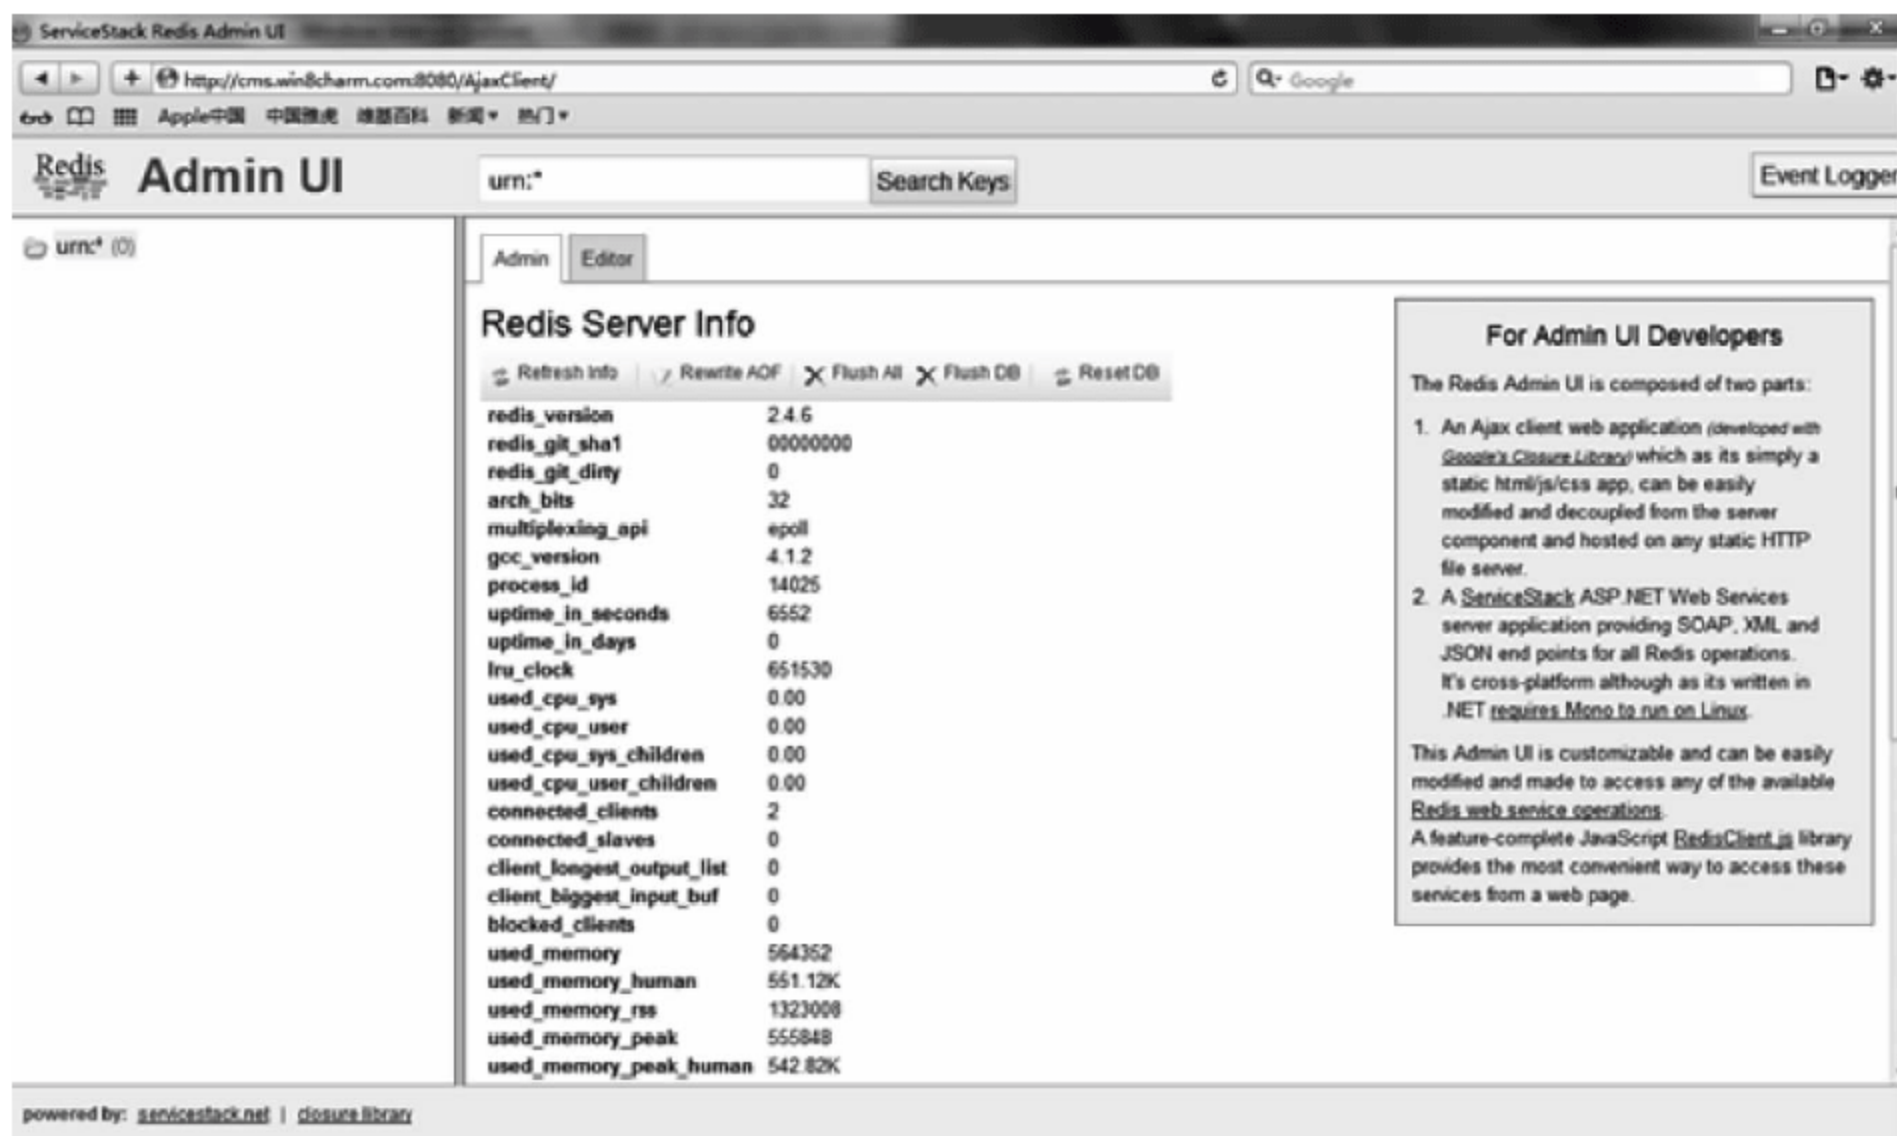 ServiceStack Redis Admin UI
http://cms.win8charm.com:8080/AjaxClient/
Google
Apple中国 中国雅虎 维基百科 新闻 热门
Redis
Admin UI
urn:*
Search Keys
Event Logger
urn:* (0)
Admin
Editor
Redis Server Info
Refresh Info Rewrite AOF Flush All Flush DB Reset DB
redis_version 2.4.6
redis_git_sha1 00000000
redis_git_dirty 0
arch_bits 32
multiplexing_api epoll
gcc_version 4.1.2
process_id 14025
uptime_in_seconds 6552
uptime_in_days 0
lru_clock 651530
used_cpu_sys 0.00
used_cpu_user 0.00
used_cpu_sys_children 0.00
used_cpu_user_children 0.00
connected_clients 2
connected_slaves 0
client_longest_output_list 0
client_biggest_input_buf 0
blocked_clients 0
used_memory 564352
used_memory_human 551.12K
used_memory_rss 1323008
used_memory_peak 555848
used_memory_peak_human 542.82K
For Admin UI Developers
The Redis Admin UI is composed of two parts:
1. An Ajax client web application (developed with
Google's Closure Library) which as its simply a
static html/js/css app, can be easily
modified and decoupled from the server
component and hosted on any static HTTP
file server.
2. A ServiceStack ASP.NET Web Services
server application providing SOAP, XML and
JSON end points for all Redis operations.
It's cross-platform although as its written in
.NET requires Mono to run on Linux.
This Admin UI is customizable and can be easily
modified and made to access any of the available
Redis web service operations.
A feature-complete JavaScript RedisClient.js library
provides the most convenient way to access these
services from a web page.
powered by: servicestack.net | closure library